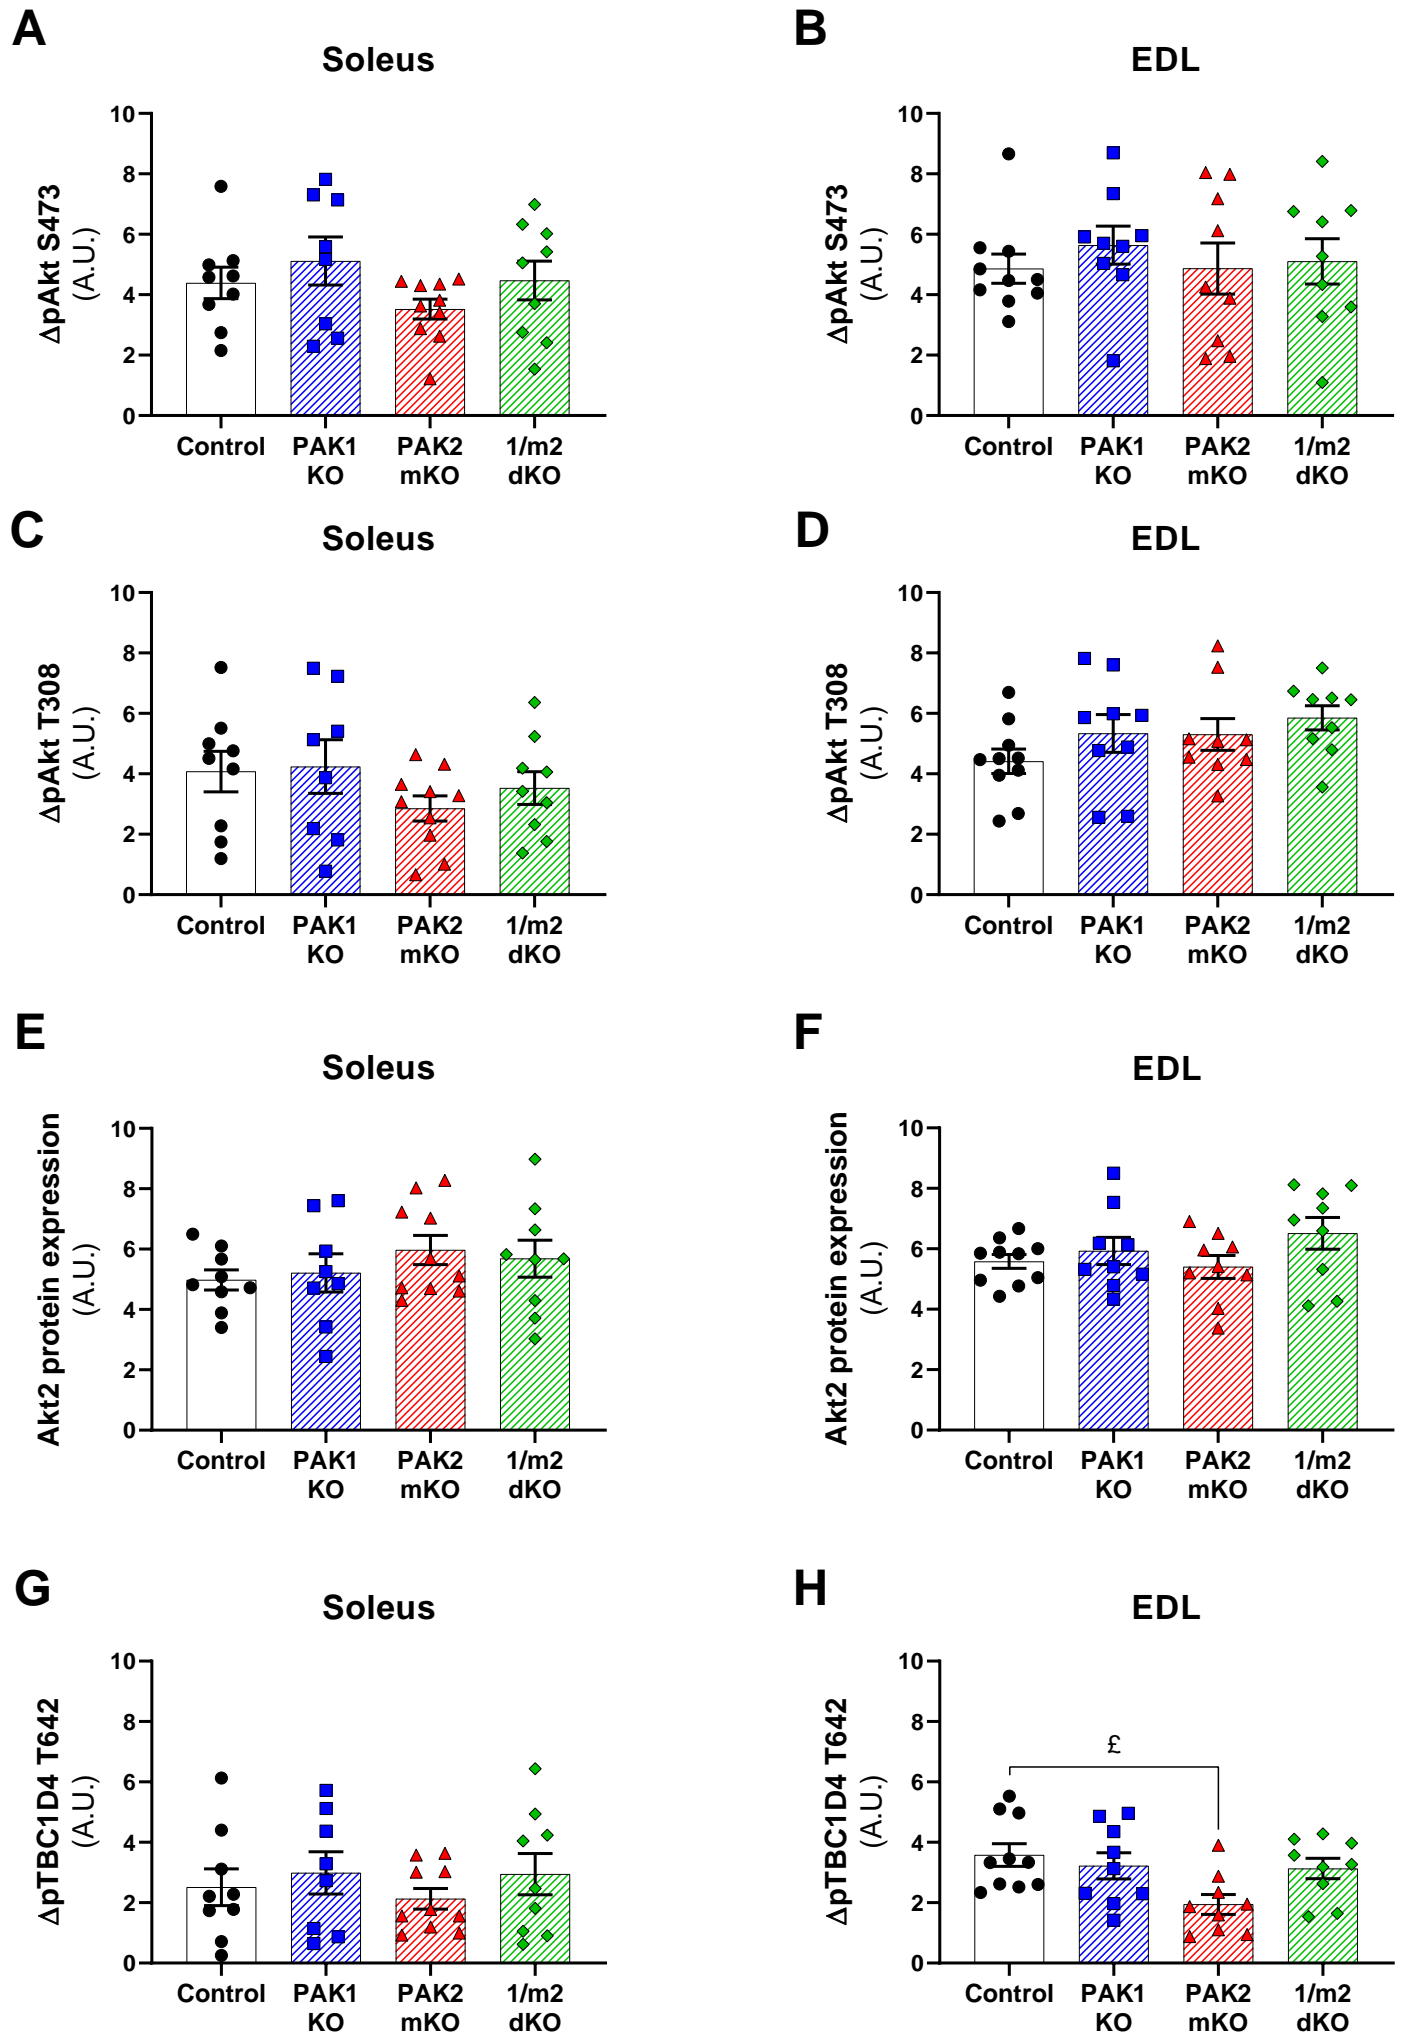 A
Soleus
ΔpAkt S473
(A.U.)
10
8
6
4
2
0
Control
PAK1
KO
PAK2
mKO
1/m2
dKO
B
EDL
ΔpAkt S473
(A.U.)
10
8
6
4
2
0
Control
PAK1
KO
PAK2
mKO
1/m2
dKO
C
Soleus
ΔpAkt T308
(A.U.)
10
8
6
4
2
0
Control
PAK1
KO
PAK2
mKO
1/m2
dKO
D
EDL
ΔpAkt T308
(A.U.)
10
8
6
4
2
0
Control
PAK1
KO
PAK2
mKO
1/m2
dKO
E
Soleus
Akt2 protein expression
(A.U.)
10
8
6
4
2
0
Control
PAK1
KO
PAK2
mKO
1/m2
dKO
F
EDL
Akt2 protein expression
(A.U.)
10
8
6
4
2
0
Control
PAK1
KO
PAK2
mKO
1/m2
dKO
G
Soleus
ΔpTBC1D4 T642
(A.U.)
10
8
6
4
2
0
Control
PAK1
KO
PAK2
mKO
1/m2
dKO
H
EDL
ΔpTBC1D4 T642
(A.U.)
10
8
6
4
2
0
£
Control
PAK1
KO
PAK2
mKO
1/m2
dKO